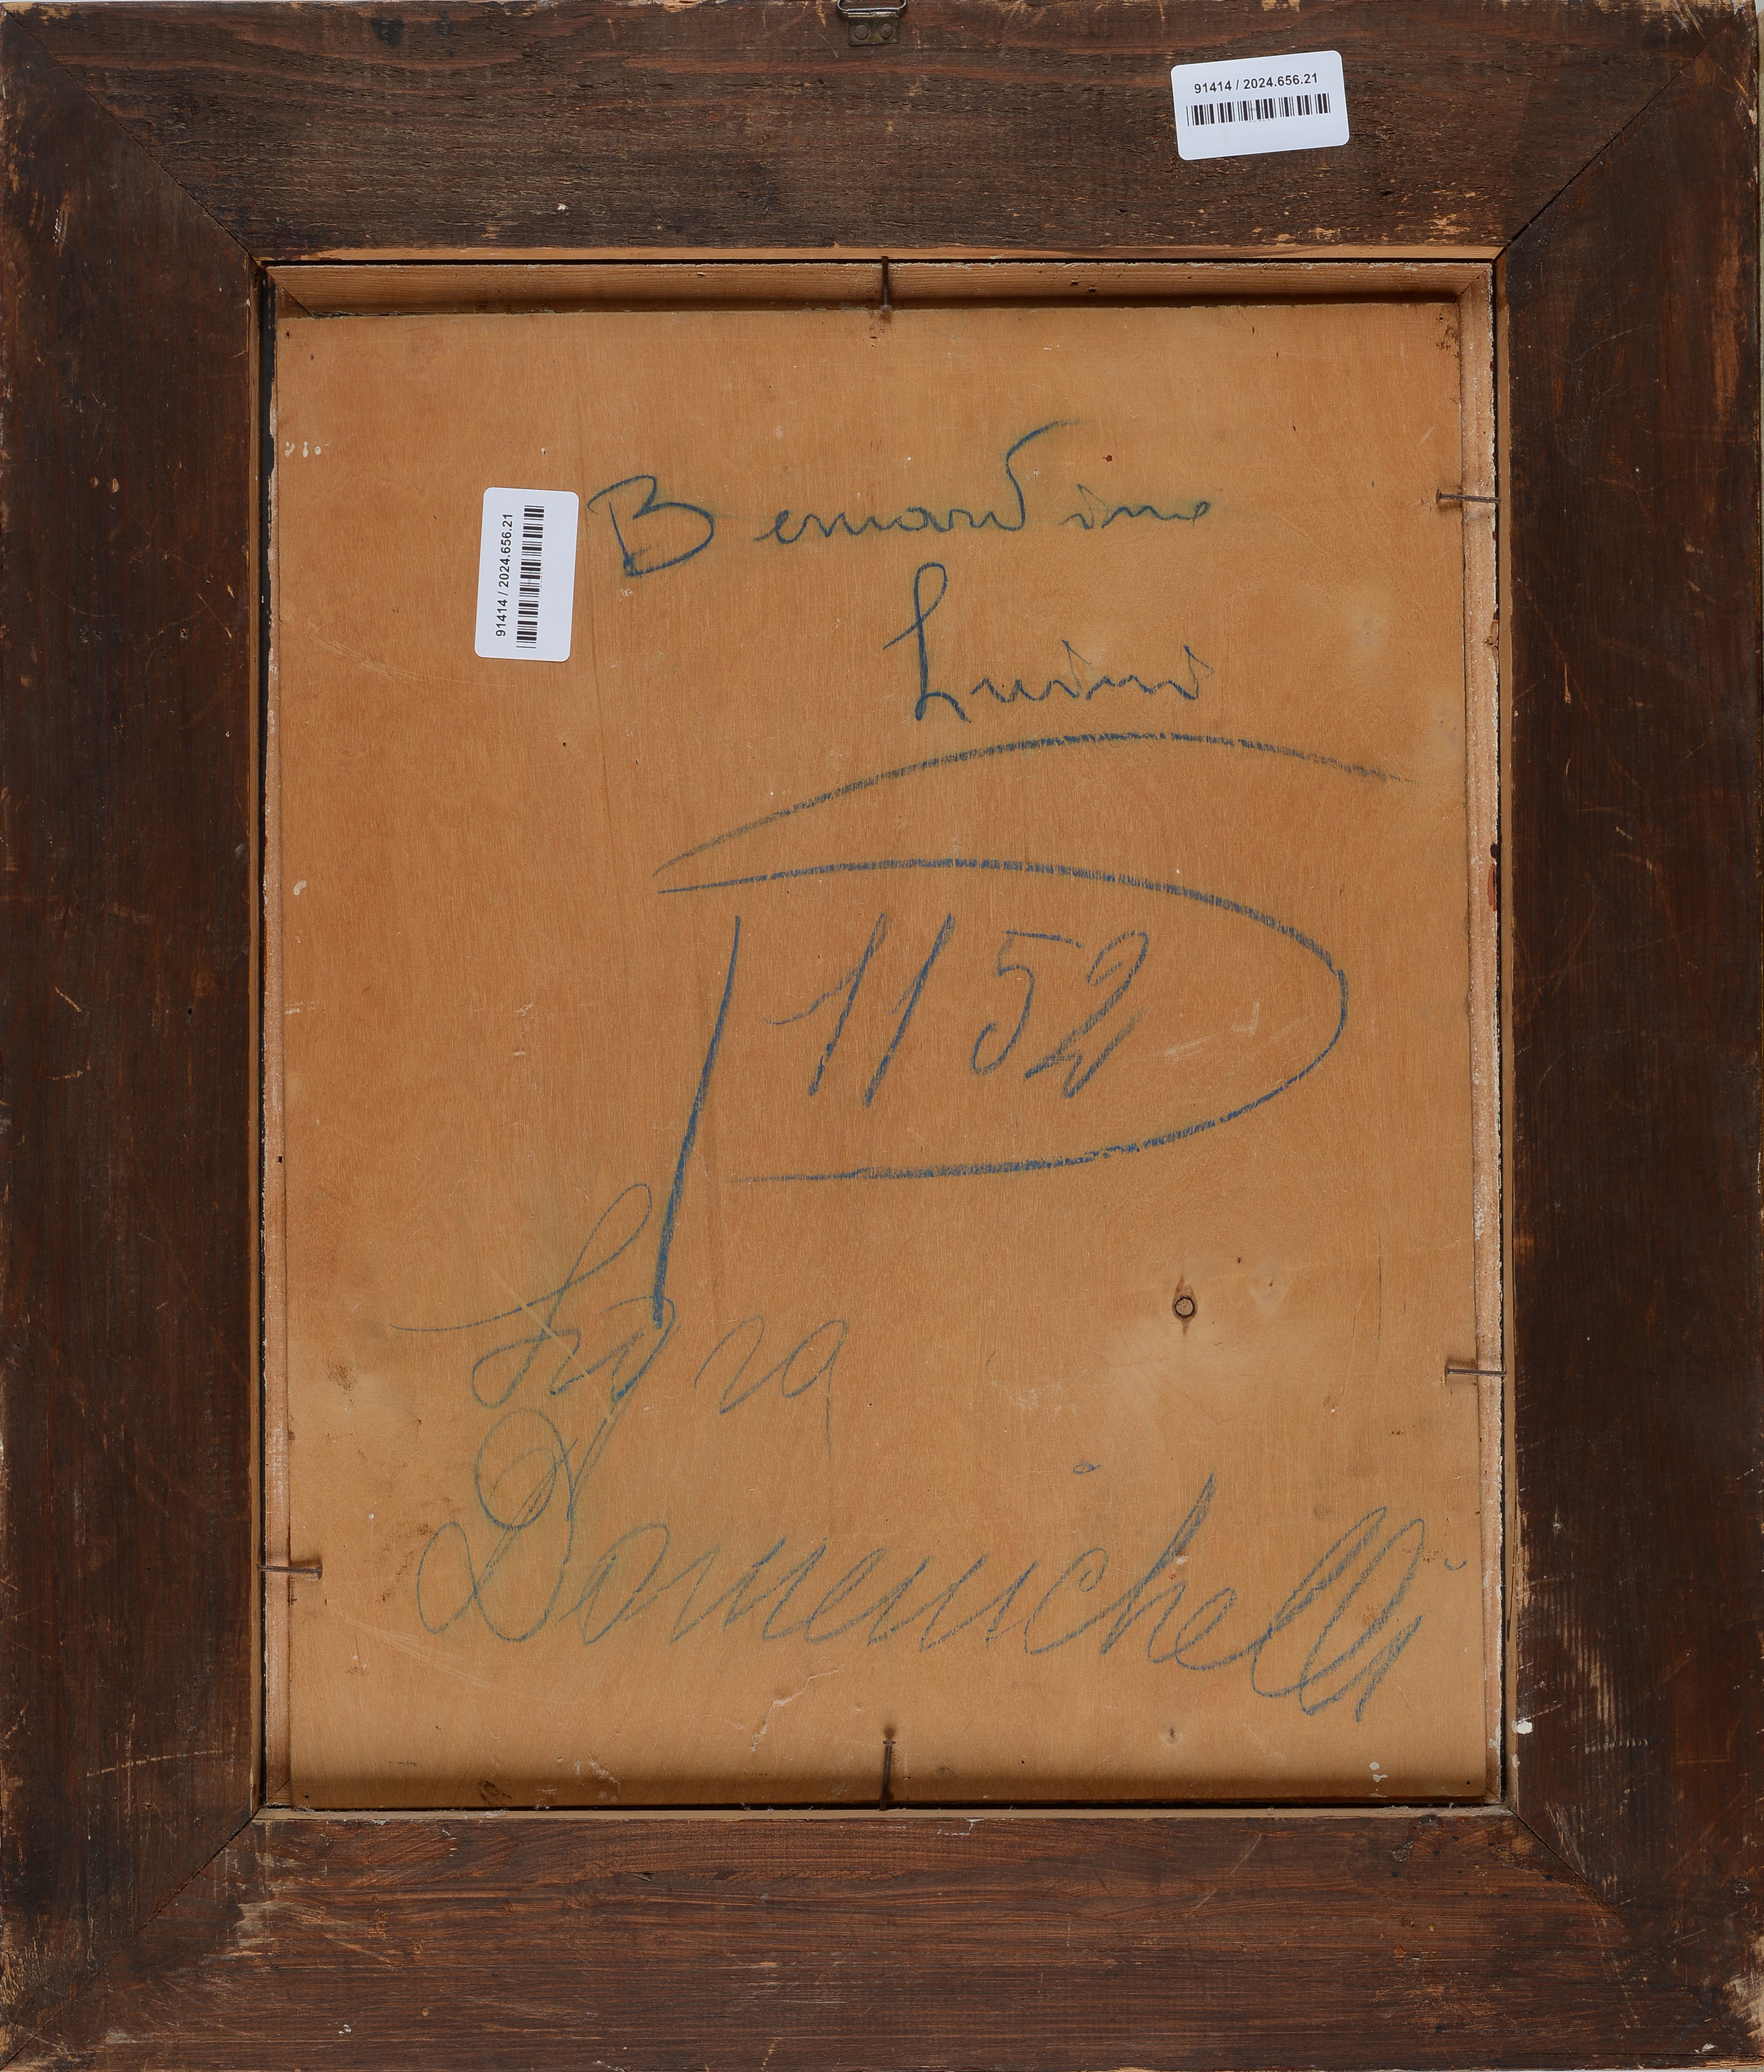 91414 / 2024.656.21
91414 / 2024.656.21
Bernardino
Luini
1152
Domenichelli